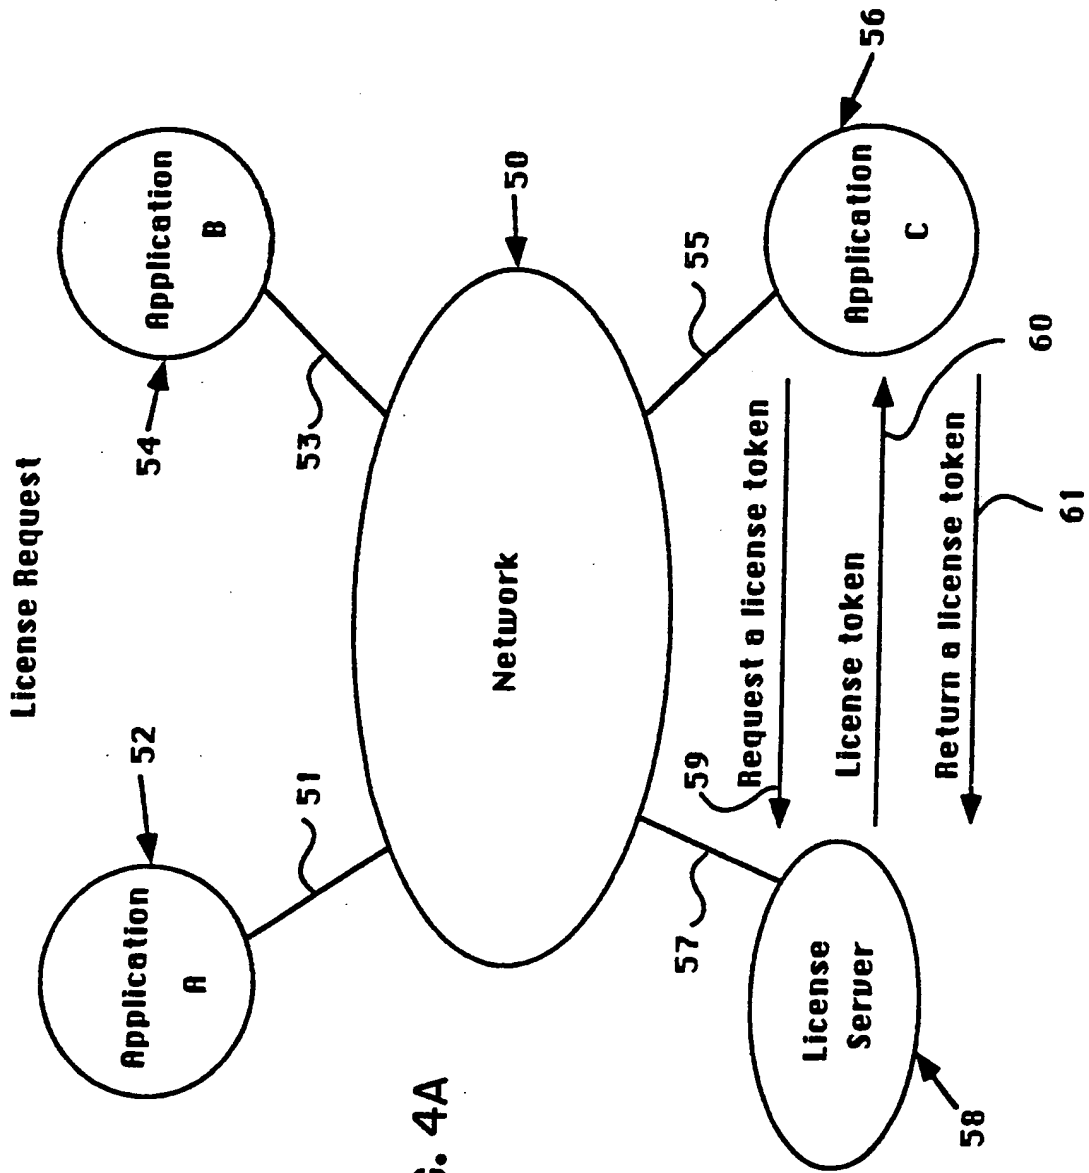 License Request
52
54
Application
A
Application
B
51
53
50
Network
57
55
59
Request a license token
56
License
Server
License token
Application
C
58
Return a license token
60
61
G. 4A